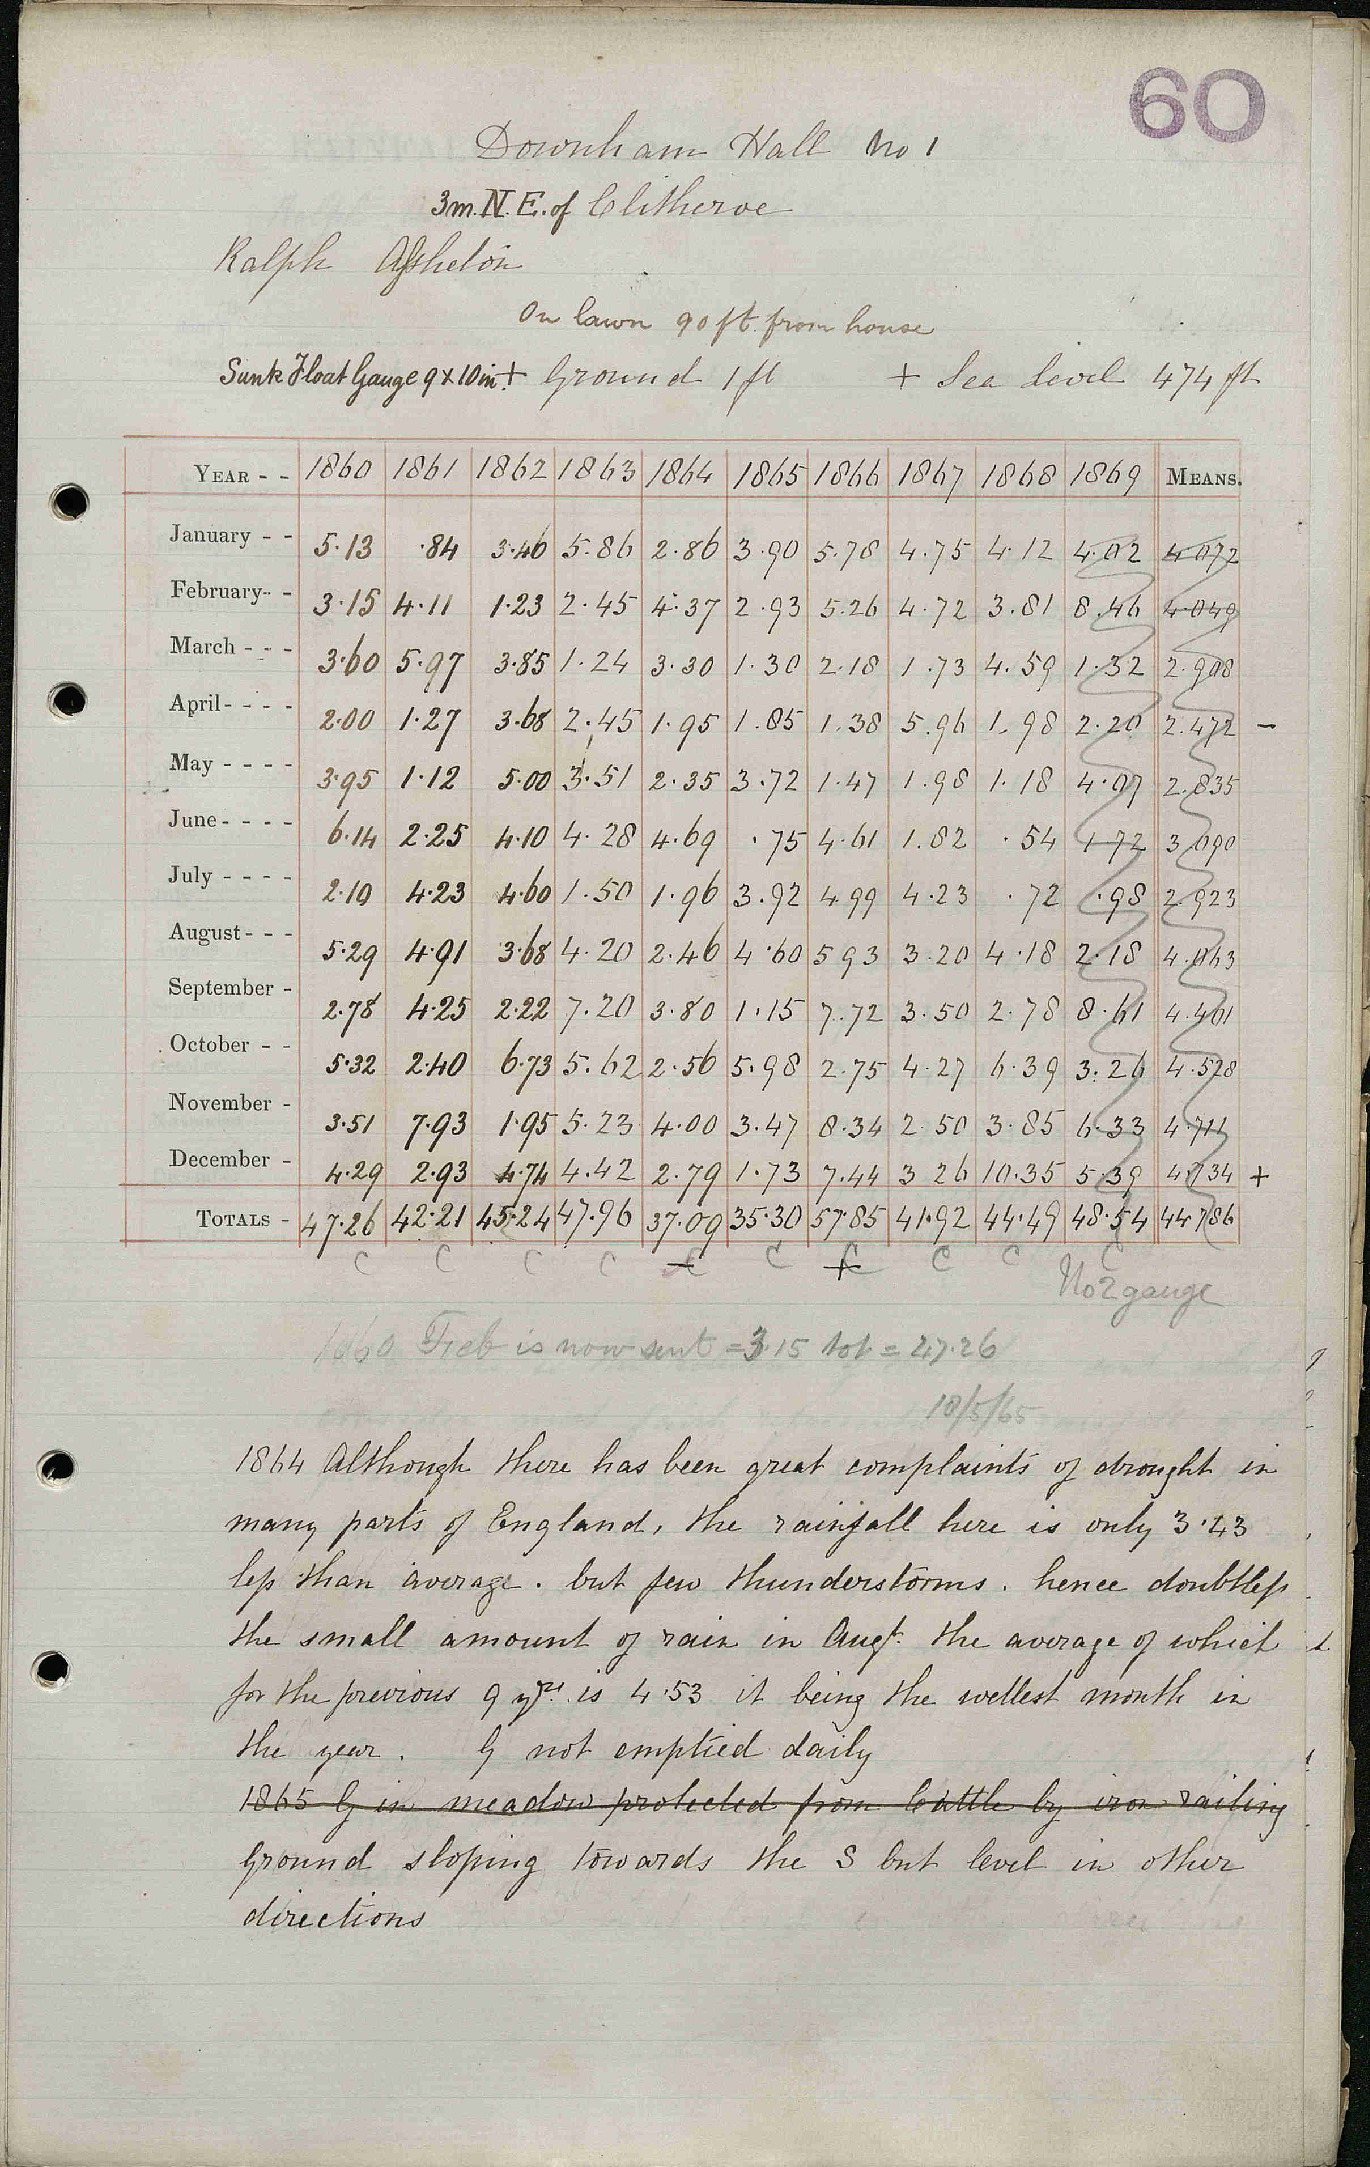 60
Downham Hall No 1
3m. N.E. of Clitheroe
Ralph Assheton
On lawn 90 ft. from house
Sunk Float Gauge 9 x 10 in + Ground 1 ft + Sea level 474 ft
YEAR - - 1860 1861 1862 1863 1864 1865 1866 1867 1868 1869 MEANS.
January - - 5.13 .84 3.46 5.86 2.86 3.90 5.78 4.75 4.12 4.02 4.072
February- - 3.15 4.11 1.23 2.45 4.37 2.93 5.26 4.72 3.81 8.46 4.049
March - - - 3.60 5.97 3.85 1.24 3.30 1.30 2.18 1.73 4.59 1.32 2.908
April - - - - 2.00 1.27 3.68 2.45 1.95 1.85 1.38 5.96 1.98 2.20 2.472 -
May - - - - 3.95 1.12 5.00 3.51 2.35 3.72 1.47 1.98 1.18 4.07 2.835
June - - - - 6.14 2.25 4.10 4.28 4.69 .75 4.61 1.82 .54 1.72 3.090
July - - - - 2.10 4.23 4.60 1.50 1.96 3.92 4.99 4.23 .72 .98 2.923
August - - - 5.29 4.91 3.68 4.20 2.46 4.60 5 93 3.20 4.18 2.18 4.063
September - 2.78 4.25 2.22 7.20 3.80 1.15 7.72 3.50 2.78 8.61 4.401
October - - 5.32 2.40 6.73 5.62 2.56 5.98 2.75 4.27 6.39 3.26 4.528
November - 3.51 7.93 1.95 5.23 4.00 3.47 8.34 2.50 3.85 6.33 4.711
December - 4.29 2.93 4.74 4.42 2.79 1.73 7.44 3 26 10.35 5.39 4.734 +
TOTALS - 47.26 42.21 45.24 47.96 37.09 35.30 57.85 41.92 44.49 48.54 44.786
C C C C - C C + C C C C
No 2 gauge
1860 Feb is now sent = 3.15 tot = 47.26
18/5/65
1864 Although there has been great complaints of drought in
many parts of England, the rainfall here is only 3.43
less than average. but few thunderstorms. hence doubtless
the small amount of rain in Augt. the average of which
for the previous 9 yrs. is 4.53 it being the wettest month in
the year. G not emptied daily
1865 G in meadow protected from Cattle by iron railing
Ground sloping towards the S but level in other
directions